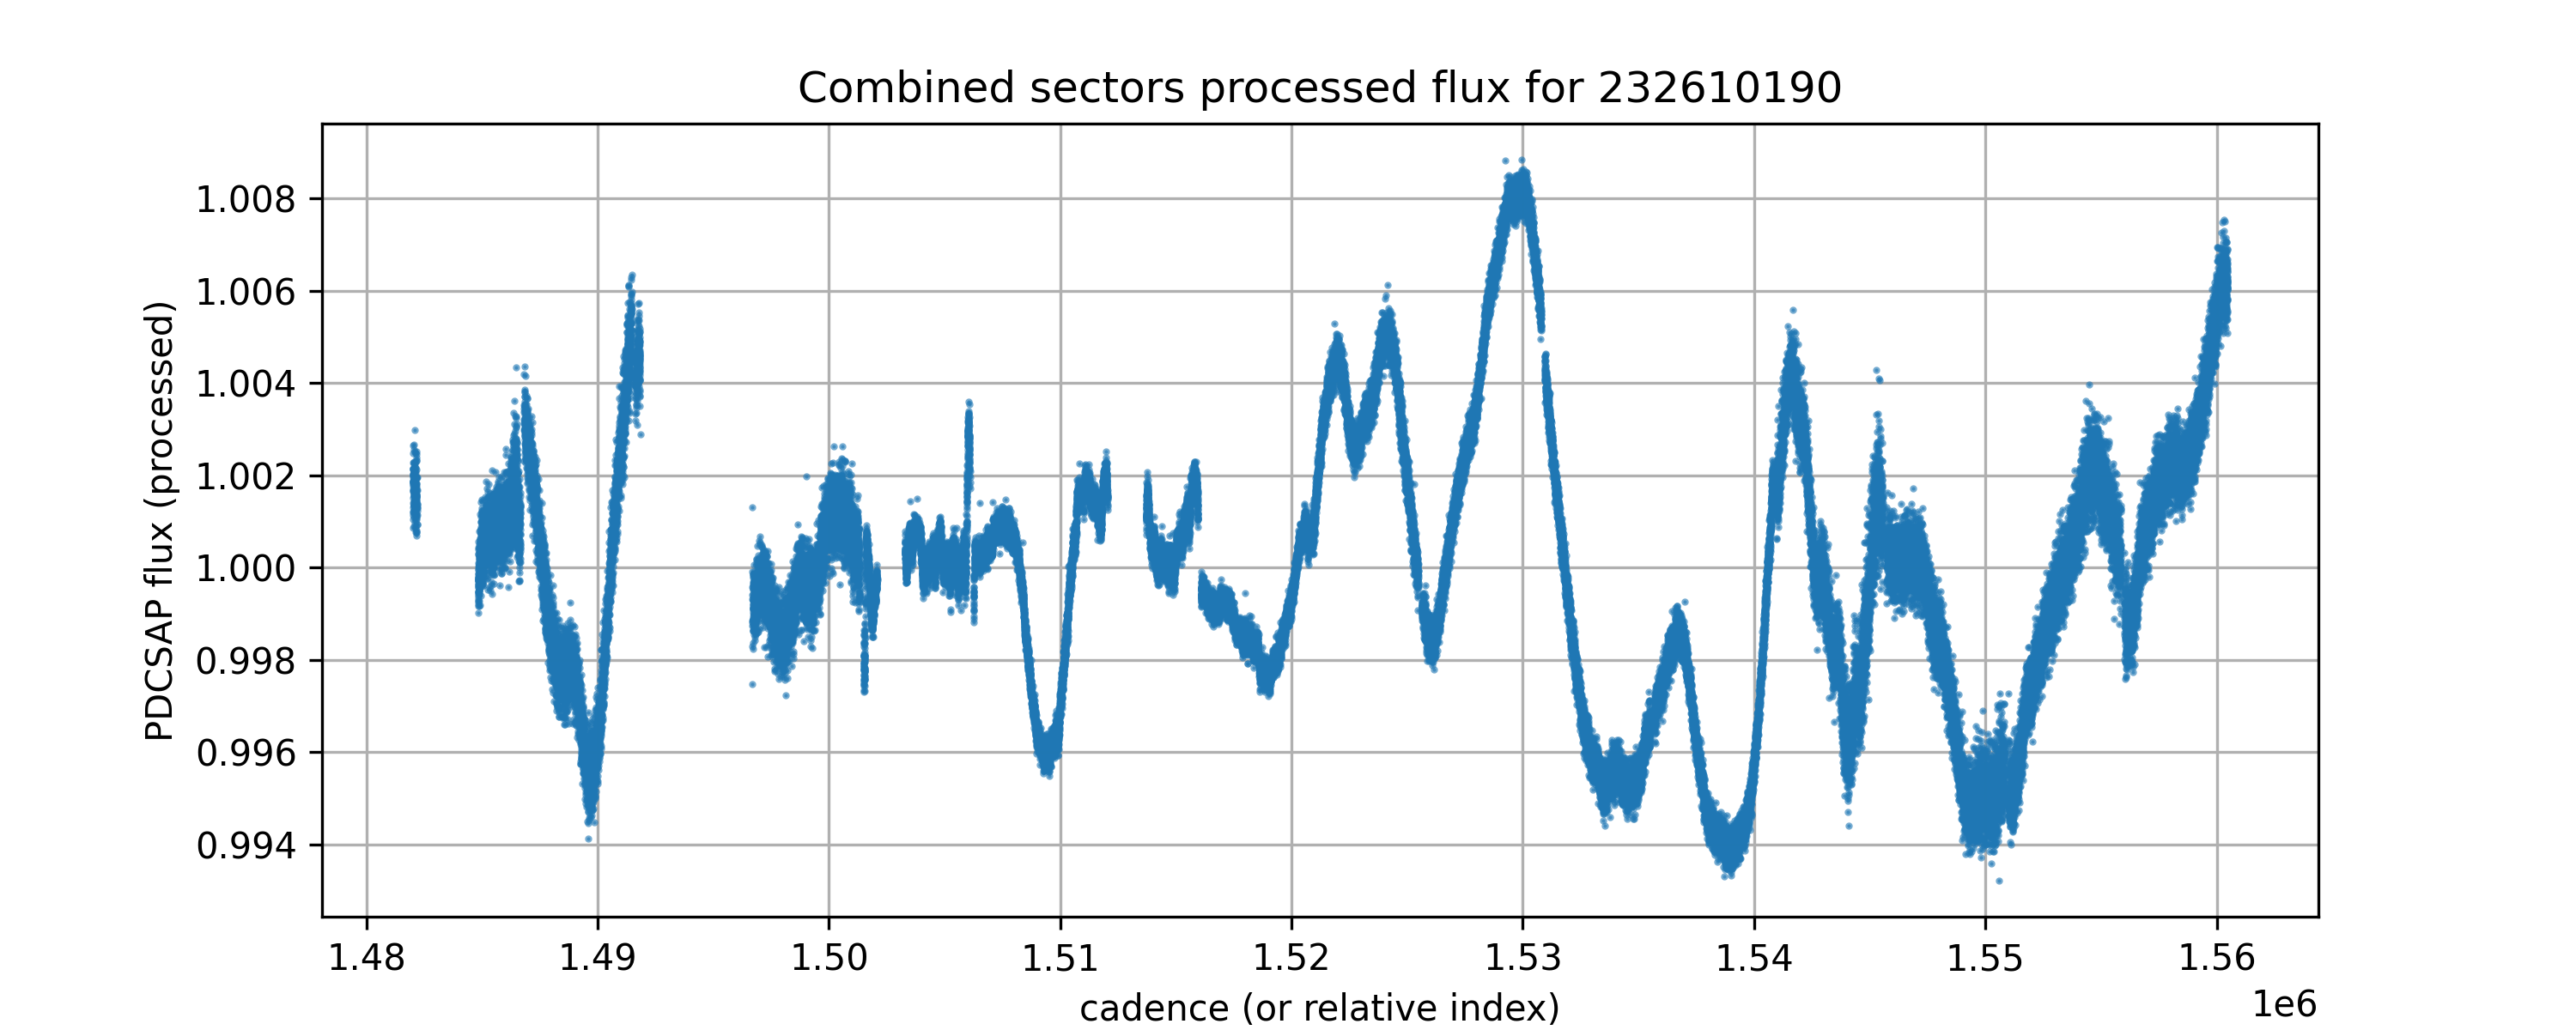 Combined sectors processed flux for 232610190
PDCSAP flux (processed)
1.008
1.006
1.004
1.002
1.000
0.998
0.996
0.994
1.48 1.49 1.50 1.51 1.52 1.53 1.54 1.55 1.56
1e6
cadence (or relative index)